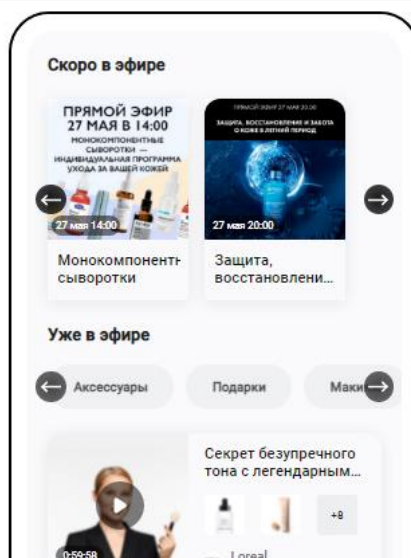 Скоро в эфире
ПРЯМОЙ ЭФИР
27 МАЯ В 14:00
МОНОКОМПОНЕНТНЫЕ
СЫВОРОТКИ —
ИНДИВИДУАЛЬНАЯ ПРОГРАММА
УХОДА ЗА ВАШЕЙ КОЖЕЙ
27 мая 14:00
Монокомпонентн
сыворотки
ПРЯМОЙ ЭФИР 27 МАЯ 20:00
ЗАЩИТА, ВОССТАНОВЛЕНИЕ И ЗАБОТА
О КОЖЕ В ЛЕТНИЙ ПЕРИОД
27 мая 20:00
Защита,
восстановлени...
Уже в эфире
Аксессуары
Подарки
Маки
0:59:58
Секрет безупречного
тона с легендарным...
+8
Loreal